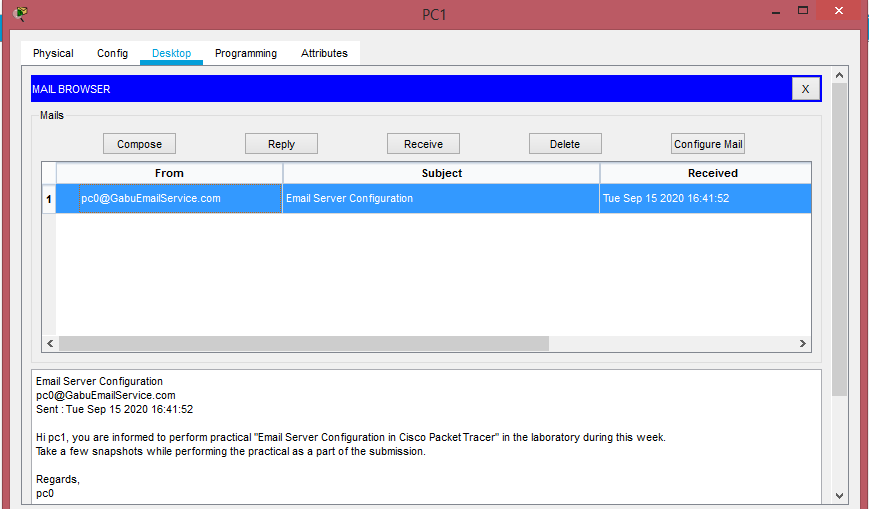 PC1
Physical Config Desktop Programming Attributes
MAIL BROWSER X
Mails
Compose Reply Receive Delete Configure Mail
From Subject Received
1 pc0@GabuEmailService.com Email Server Configuration Tue Sep 15 2020 16:41:52
Email Server Configuration
pc0@GabuEmailService.com
Sent : Tue Sep 15 2020 16:41:52
Hi pc1, you are informed to perform practical "Email Server Configuration in Cisco Packet Tracer" in the laboratory during this week.
Take a few snapshots while performing the practical as a part of the submission.
Regards,
pc0